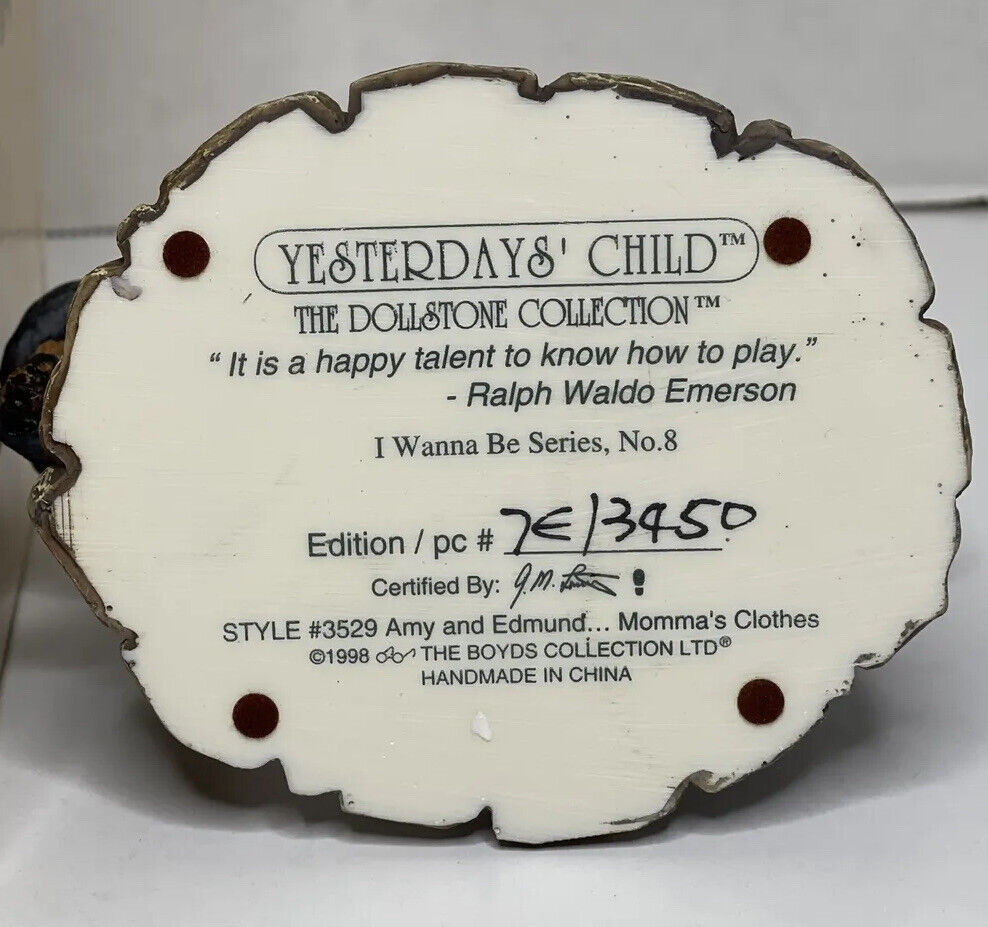 YESTERDAYS' CHILD™
THE DOLLSTONE COLLECTION™
“ It is a happy talent to know how to play.”
- Ralph Waldo Emerson
I Wanna Be Series, No.8
Edition / pc # 7E/3450
Certified By: J.M.
STYLE #3529 Amy and Edmund... Momma's Clothes
©1998 THE BOYDS COLLECTION LTD®
HANDMADE IN CHINA